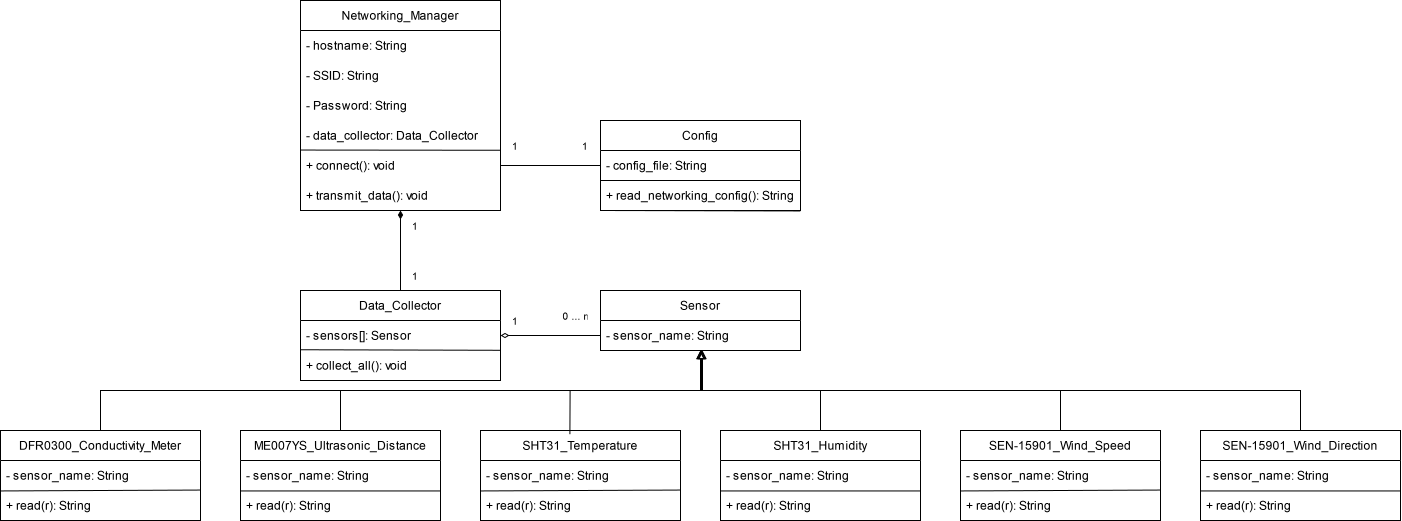 Networking_Manager
- hostname: String
- SSID: String
- Password: String
- data_collector: Data_Collector
+ connect(): void
+ transmit_data(): void
1
1
Config
- config_file: String
+ read_networking_config(): String
1
1
Data_Collector
- sensors[]: Sensor
+ collect_all(): void
1
0 ... n
Sensor
- sensor_name: String
DFR0300_Conductivity_Meter
- sensor_name: String
+ read(r): String
ME007YS_Ultrasonic_Distance
- sensor_name: String
+ read(r): String
SHT31_Temperature
- sensor_name: String
+ read(r): String
SHT31_Humidity
- sensor_name: String
+ read(r): String
SEN-15901_Wind_Speed
- sensor_name: String
+ read(r): String
SEN-15901_Wind_Direction
- sensor_name: String
+ read(r): String